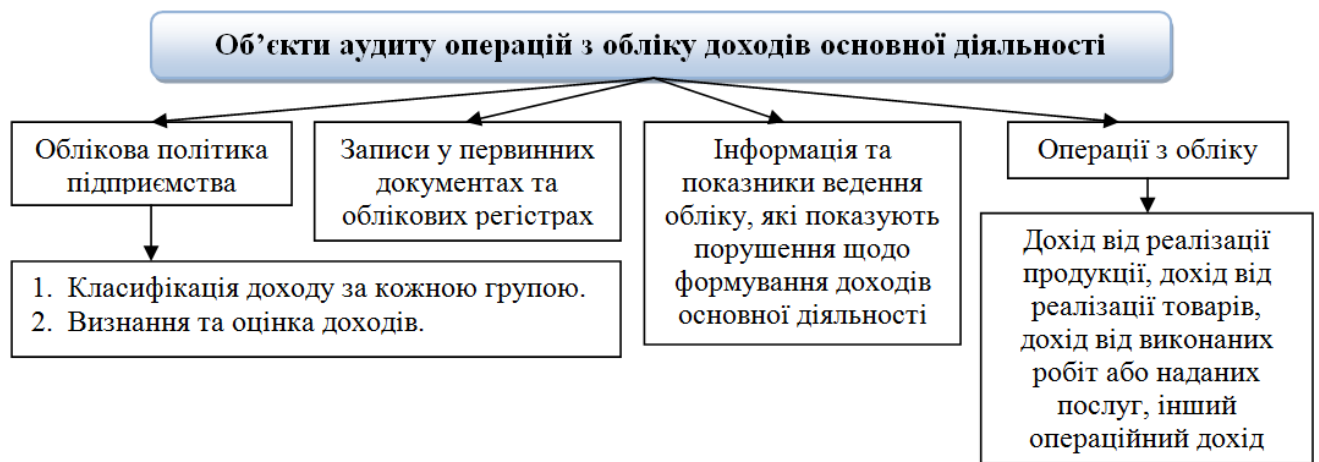 Об’єкти аудиту операцій з обліку доходів основної діяльності
Облікова політика
підприємства
Записи у первинних
документах та
облікових регістрах
Інформація та
показники ведення
обліку, які показують
порушення щодо
формування доходів
основної діяльності
Операції з обліку
1. Класифікація доходу за кожною групою.
2. Визнання та оцінка доходів.
Дохід від реалізації
продукції, дохід від
реалізації товарів,
дохід від виконаних
робіт або наданих
послуг, інший
операційний дохід